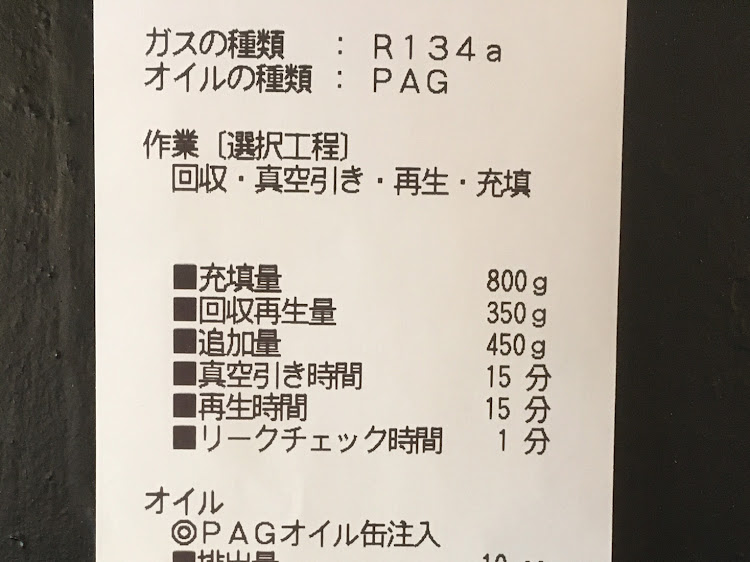 ガスの種類 : R134a
オイルの種類 : PAG
作業〔選択工程〕
回収・真空引き・再生・充填
■充填量 800g
■回収再生量 350g
■追加量 450g
■真空引き時間 15 分
■再生時間 15 分
■リークチェック時間 1 分
オイル
◎PAGオイル缶注入
■排出量 10